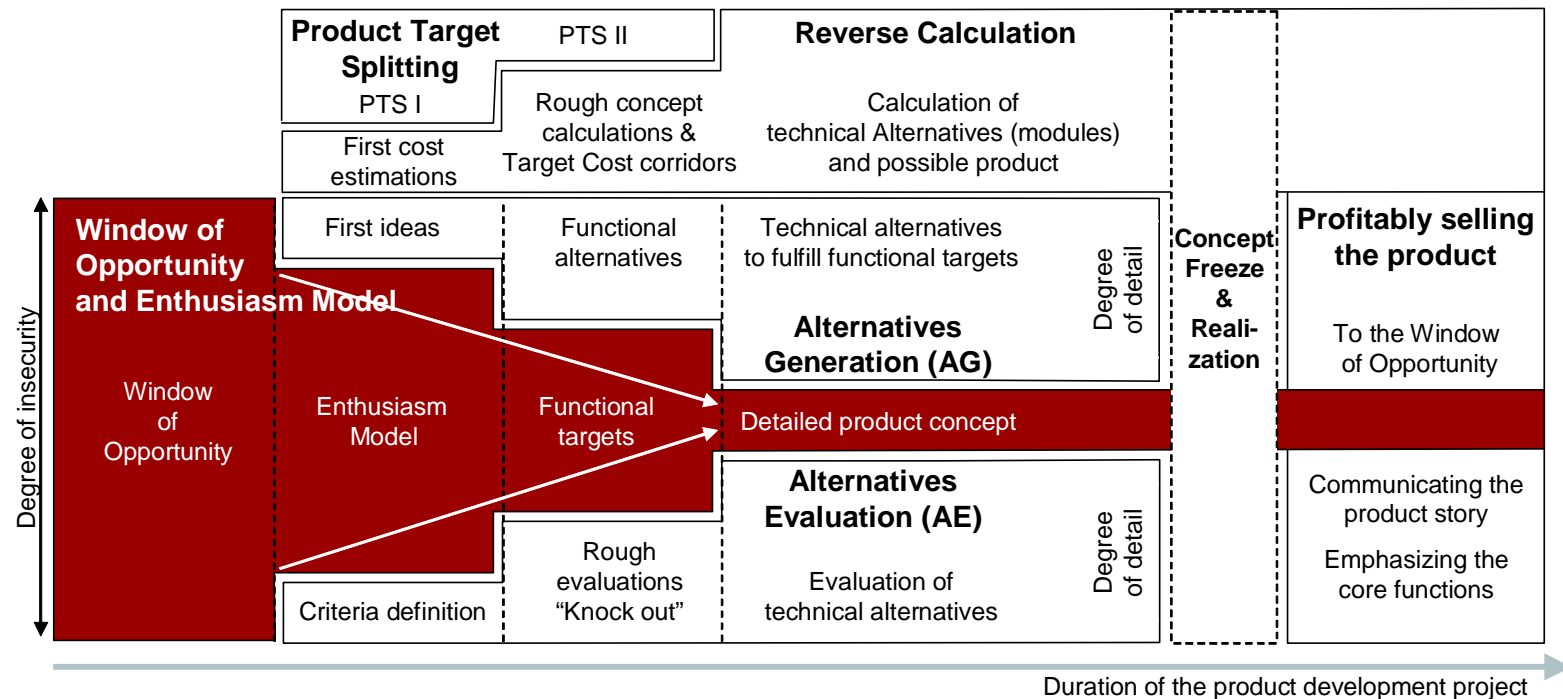 Product Target
Splitting
PTS I
PTS II
Reverse Calculation
First cost
estimations
Rough concept
calculations &
Target Cost corridors
Calculation of
technical Alternatives (modules)
and possible product
Degree of insecurity
Window of
Opportunity
and Enthusiasm Model
Window
of
Opportunity
First ideas
Functional
alternatives
Technical alternatives
to fulfill functional targets
Degree
of detail
Alternatives
Generation (AG)
Enthusiasm
Model
Functional
targets
Detailed product concept
Alternatives
Evaluation (AE)
Criteria definition
Rough
evaluations
“Knock out”
Evaluation of
technical alternatives
Degree
of detail
Concept
Freeze
&
Reali-
zation
Profitably selling
the product
To the Window
of Opportunity
Communicating the
product story
Emphasizing the
core functions
Duration of the product development project